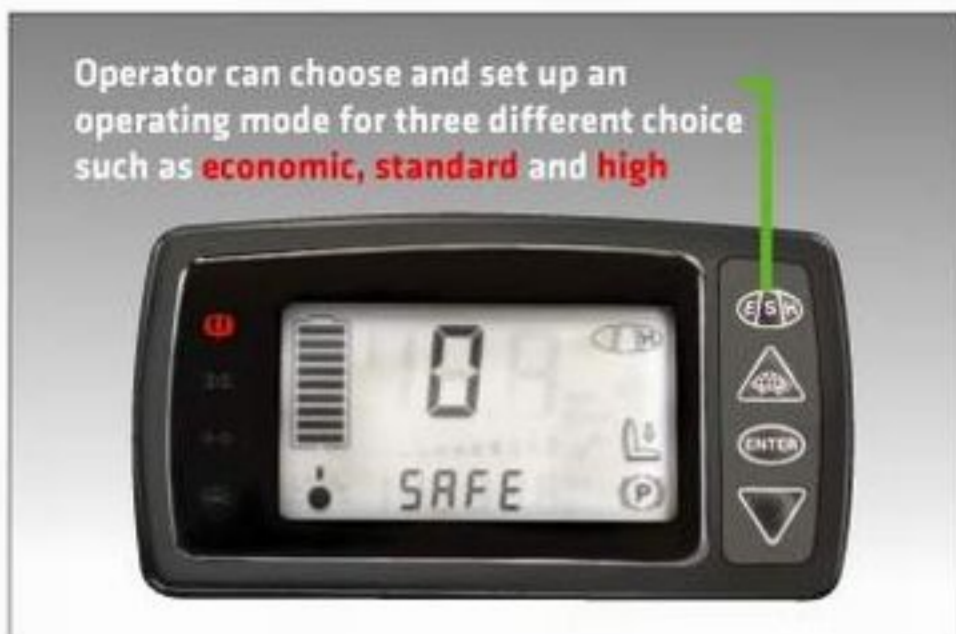 Operator can choose and set up an
operating mode for three different choice
such as economic, standard and high
E S H
0
H
SAFE
P
ENTER